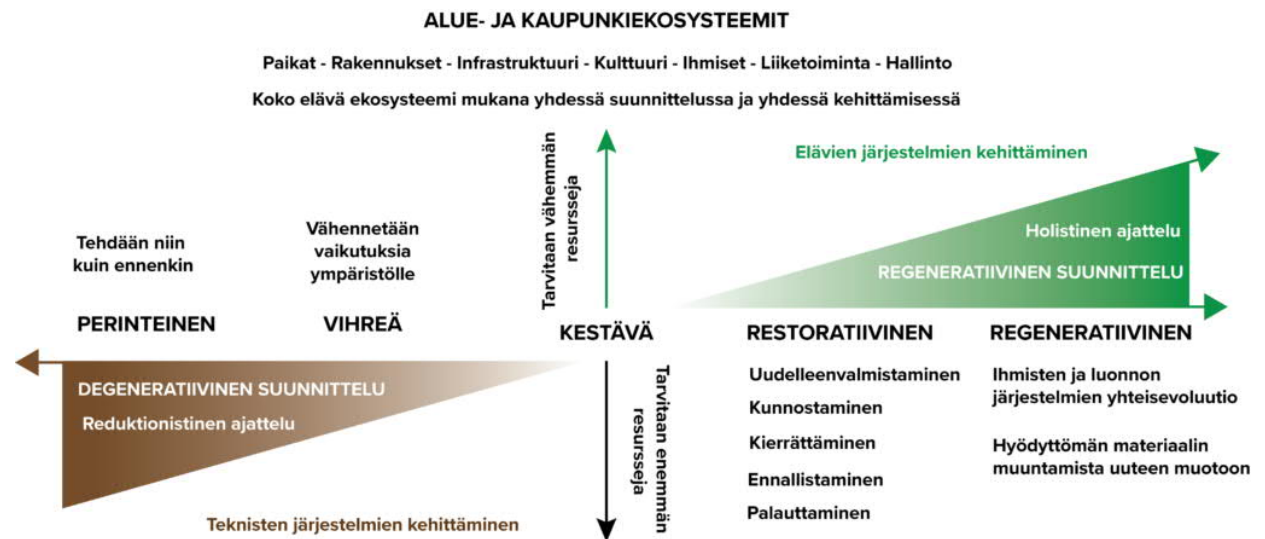 ALUE- JA KAUPUNKIEKOSYSTEEMIT
Paikat - Rakennukset - Infrastruktuuri - Kulttuuri - Ihmiset - Liiketoiminta - Hallinto
Koko elävä ekosysteemi mukana yhdessä suunnittelussa ja yhdessä kehittämisessä
Tehdään niin
kuin ennenkin
PERINTEINEN
Vähennetään
vaikutuksia
ympäristölle
VIHREÄ
DEGENERATIIVINEN SUUNNITTELU
Reduktionistinen ajattelu
Teknisten järjestelmien kehittäminen
Tarvitaan vähemmän
resursseja
KESTÄVÄ
Tarvitaan enemmän
resursseja
Elävien järjestelmien kehittäminen
Holistinen ajattelu
REGENERATIIVINEN SUUNNITTELU
RESTORATIIVINEN
Uudelleenvalmistaminen
Kunnostaminen
Kierrättäminen
Ennallistaminen
Palauttaminen
REGENERATIIVINEN
Ihmisten ja luonnon
järjestelmien yhteisevoluutio
Hyödyttömän materiaalin
muuntamista uuteen muotoon